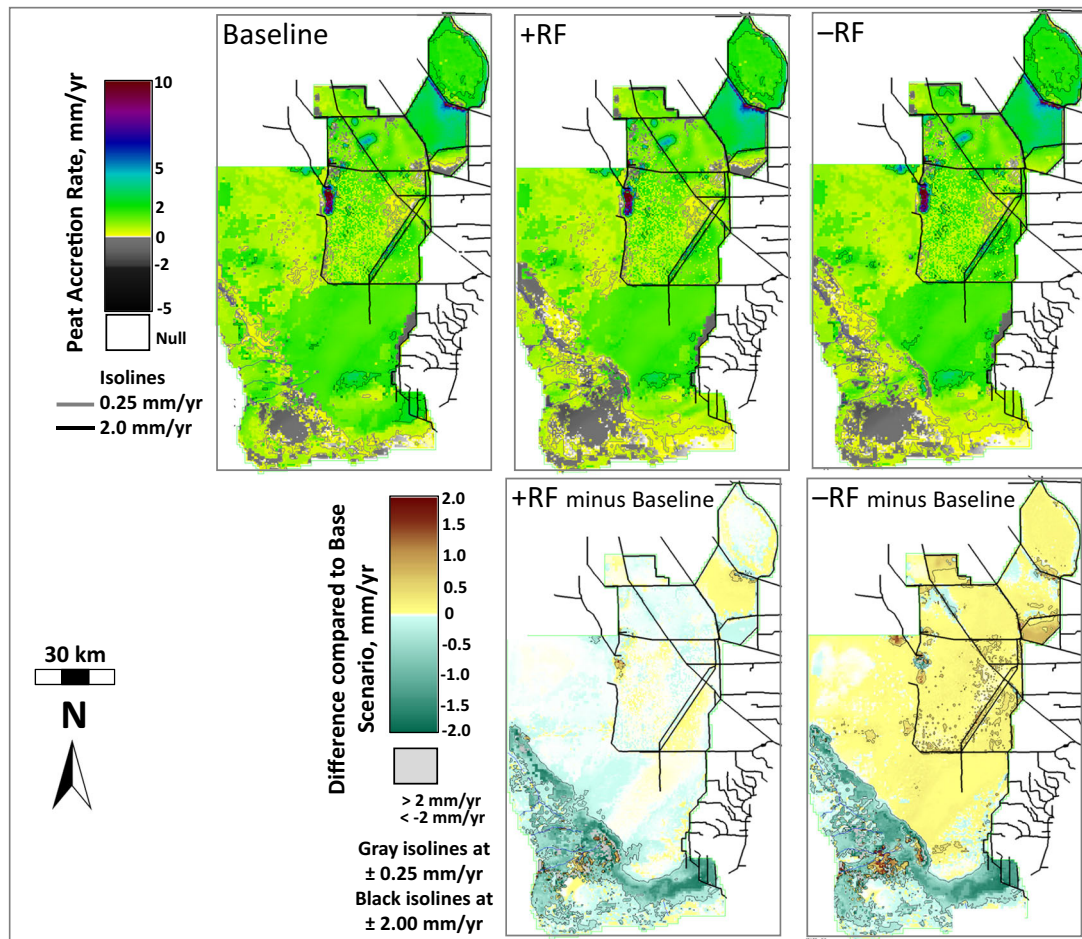 Baseline
+RF
−RF
Peat Accretion Rate, mm/yr
10
5
2
0
-2
-5
Null
Isolines
0.25 mm/yr
2.0 mm/yr
+RF minus Baseline
−RF minus Baseline
Difference compared to Base
Scenario, mm/yr
2.0
1.5
1.0
0.5
0
-0.5
-1.0
-1.5
-2.0
> 2 mm/yr
< -2 mm/yr
Gray isolines at
± 0.25 mm/yr
Black isolines at
± 2.00 mm/yr
30 km
N